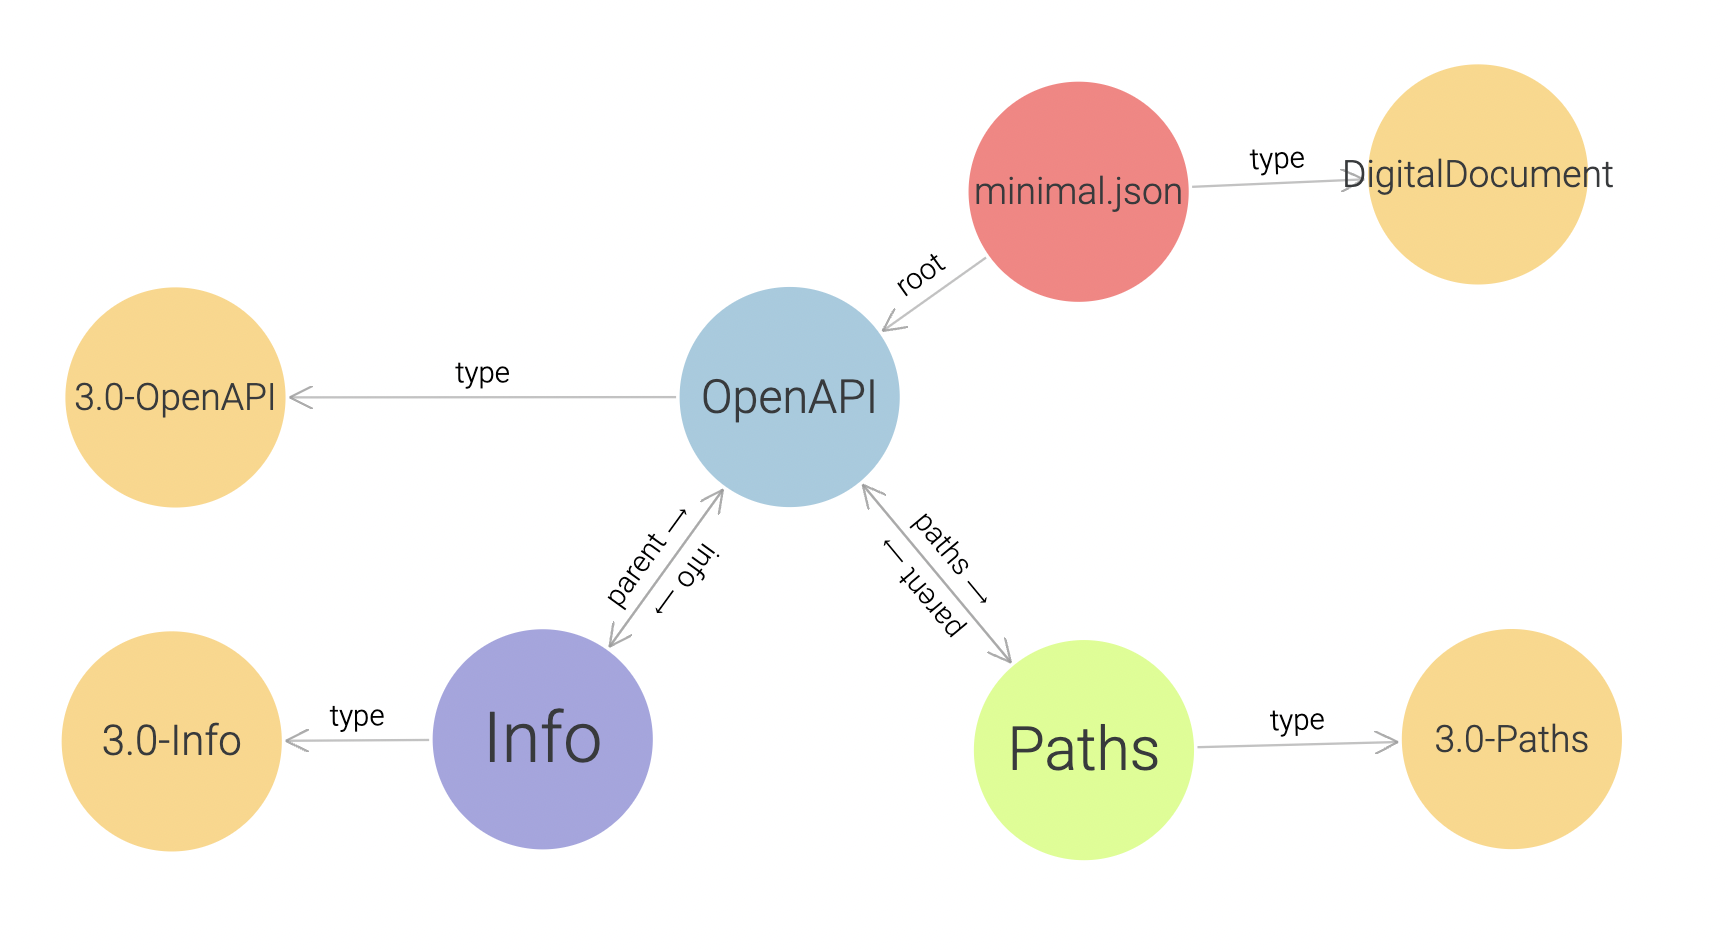 minimal.json
type
DigitalDocument
root
3.0-OpenAPI
type
OpenAPI
parent →
info →
paths →
parent →
3.0-Info
type
Info
Paths
type
3.0-Paths